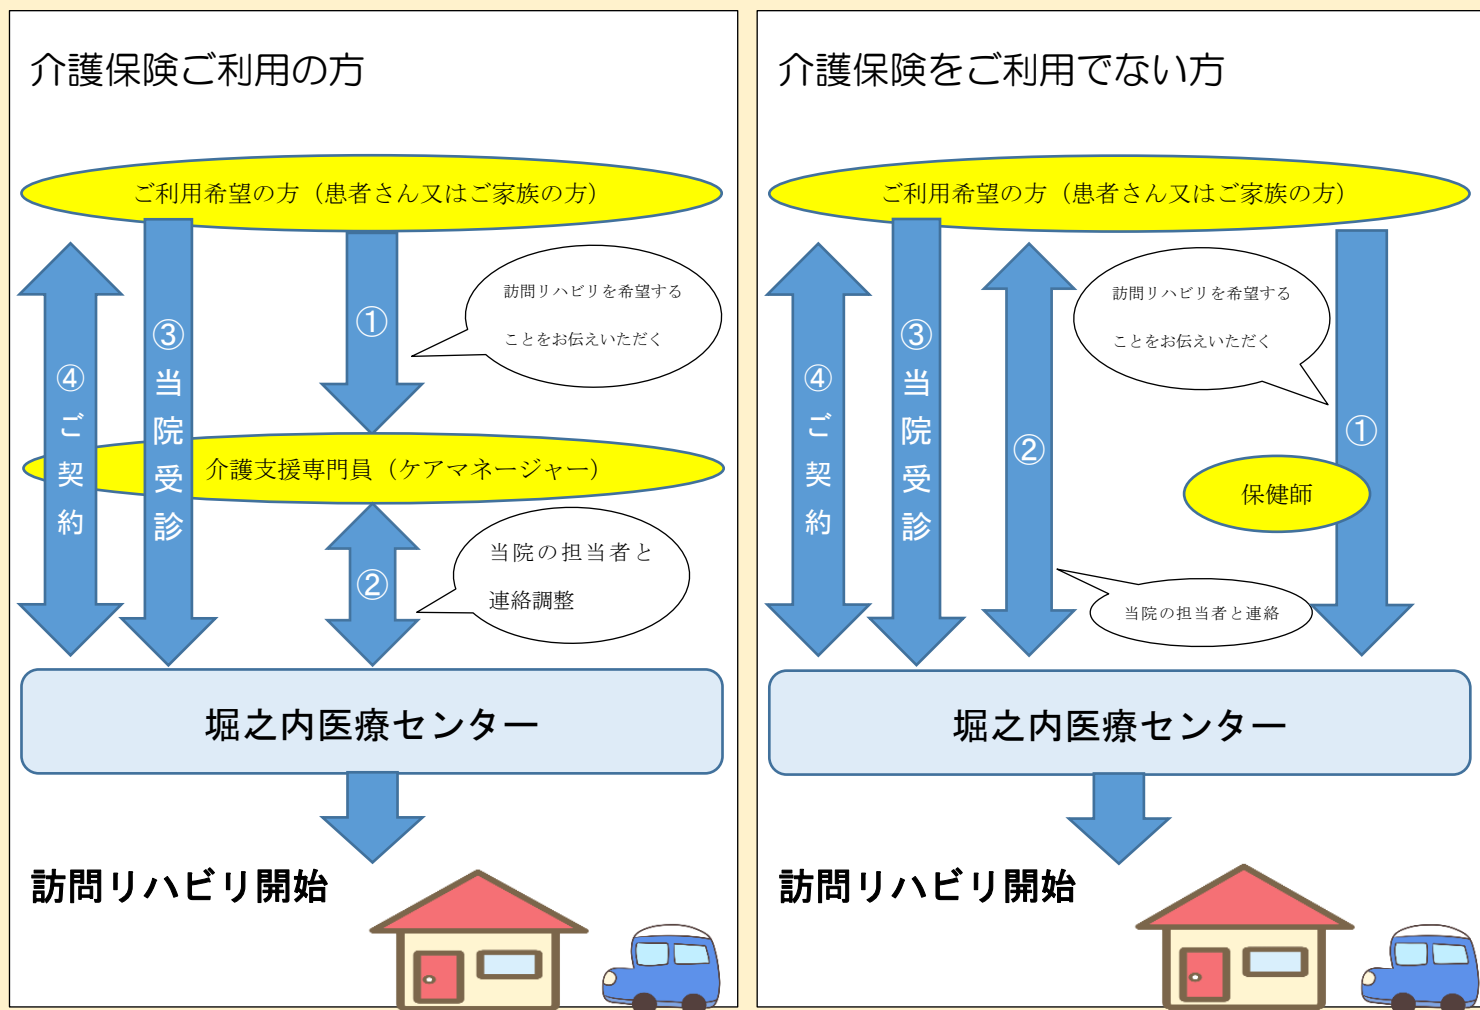 介護保険ご利用の方
ご利用希望の方（患者さん又はご家族の方）
①
訪問リハビリを希望する
ことをお伝えいただく
③当院受診
④ご契約
介護支援専門員（ケアマネージャー）
②
当院の担当者と
連絡調整
堀之内医療センター
訪問リハビリ開始
介護保険をご利用でない方
ご利用希望の方（患者さん又はご家族の方）
訪問リハビリを希望する
ことをお伝えいただく
③当院受診
④ご契約
①
②
保健師
当院の担当者と連絡
堀之内医療センター
訪問リハビリ開始